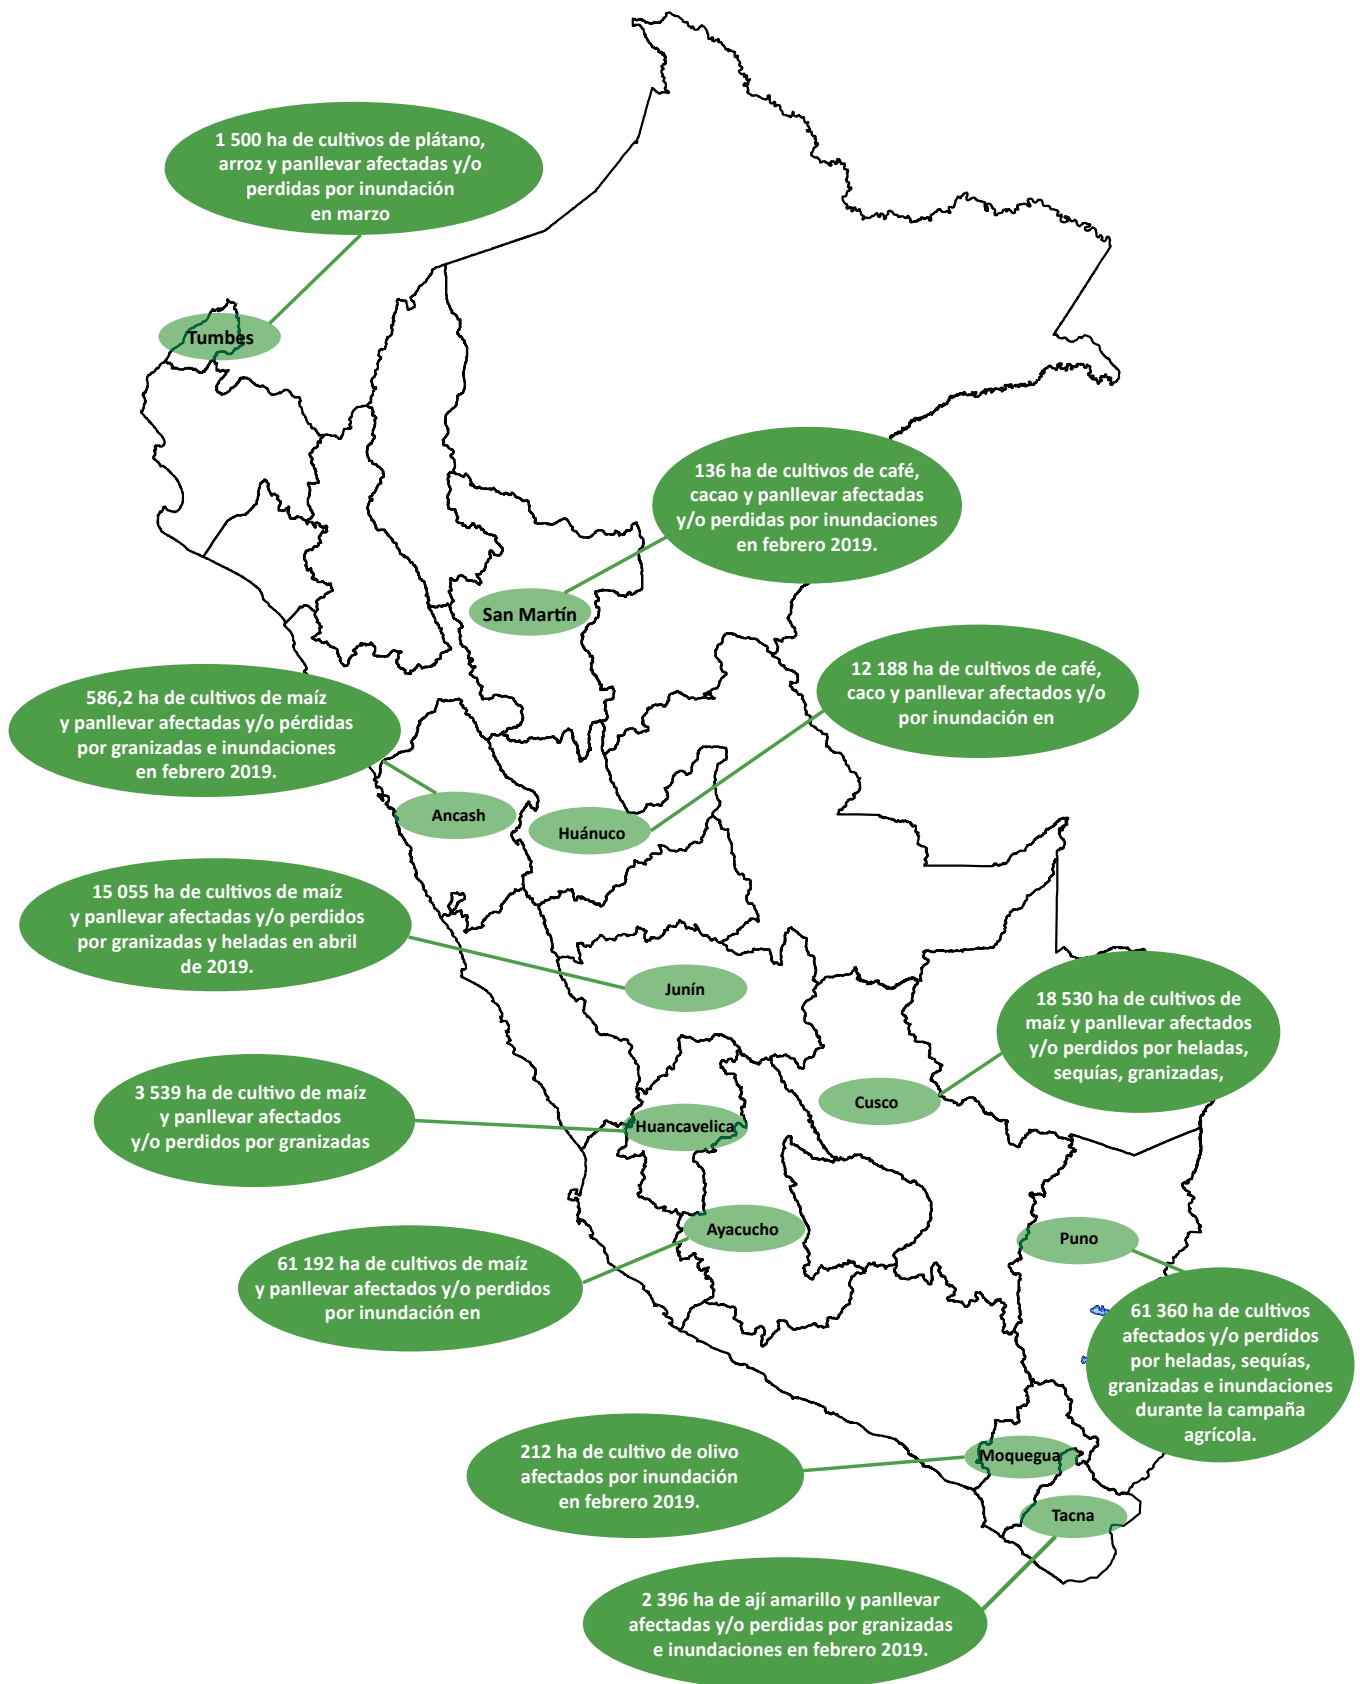 1 500 ha de cultivos de plátano,
arroz y panllevar afectadas y/o
perdidas por inundación
en marzo
Tumbes
136 ha de cultivos de café,
cacao y panllevar afectadas
y/o perdidas por inundaciones
en febrero 2019.
San Martín
586,2 ha de cultivos de maíz
y panllevar afectadas y/o pérdidas
por granizadas e inundaciones
en febrero 2019.
Ancash
12 188 ha de cultivos de café,
caco y panllevar afectados y/o
por inundación en
Huánuco
15 055 ha de cultivos de maíz
y panllevar afectadas y/o perdidos
por granizadas y heladas en abril
de 2019.
Junín
18 530 ha de cultivos de
maíz y panllevar afectados
y/o perdidos por heladas,
sequías, granizadas,
Cusco
3 539 ha de cultivo de maíz
y panllevar afectados
y/o perdidos por granizadas
Huancavelica
61 192 ha de cultivos de maíz
y panllevar afectados y/o perdidos
por inundación en
Ayacucho
Puno
61 360 ha de cultivos
afectados y/o perdidos
por heladas, sequías,
granizadas e inundaciones
durante la campaña
agrícola.
212 ha de cultivo de olivo
afectados por inundación
en febrero 2019.
Moquegua
Tacna
2 396 ha de ají amarillo y panllevar
afectadas y/o perdidas por granizadas
e inundaciones en febrero 2019.